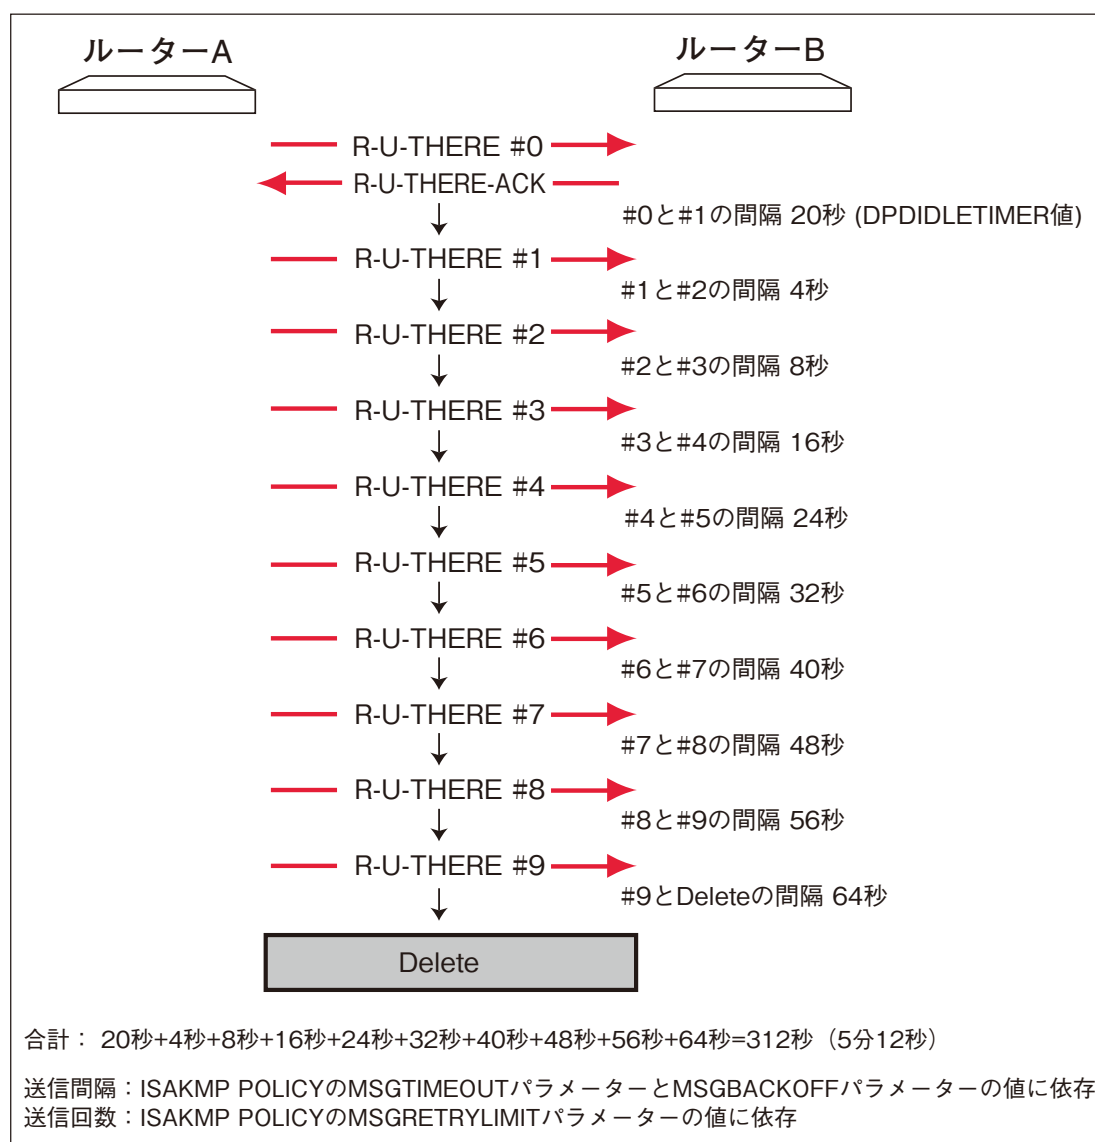 ルーターA
ルーターB
R-U-THERE #0
R-U-THERE-ACK
#0と#1の間隔 20秒 (DPDIDLETIMER値)
R-U-THERE #1
#1と#2の間隔 4秒
R-U-THERE #2
#2と#3の間隔 8秒
R-U-THERE #3
#3と#4の間隔 16秒
R-U-THERE #4
#4と#5の間隔 24秒
R-U-THERE #5
#5と#6の間隔 32秒
R-U-THERE #6
#6と#7の間隔 40秒
R-U-THERE #7
#7と#8の間隔 48秒
R-U-THERE #8
#8と#9の間隔 56秒
R-U-THERE #9
#9とDeleteの間隔 64秒
Delete
合計： 20秒+4秒+8秒+16秒+24秒+32秒+40秒+48秒+56秒+64秒=312秒（5分12秒）
送信間隔：ISAKMP POLICYのMSGTIMEOUTパラメーターとMSGBACKOFFパラメーターの値に依存
送信回数：ISAKMP POLICYのMSGRETRYLIMITパラメーターの値に依存